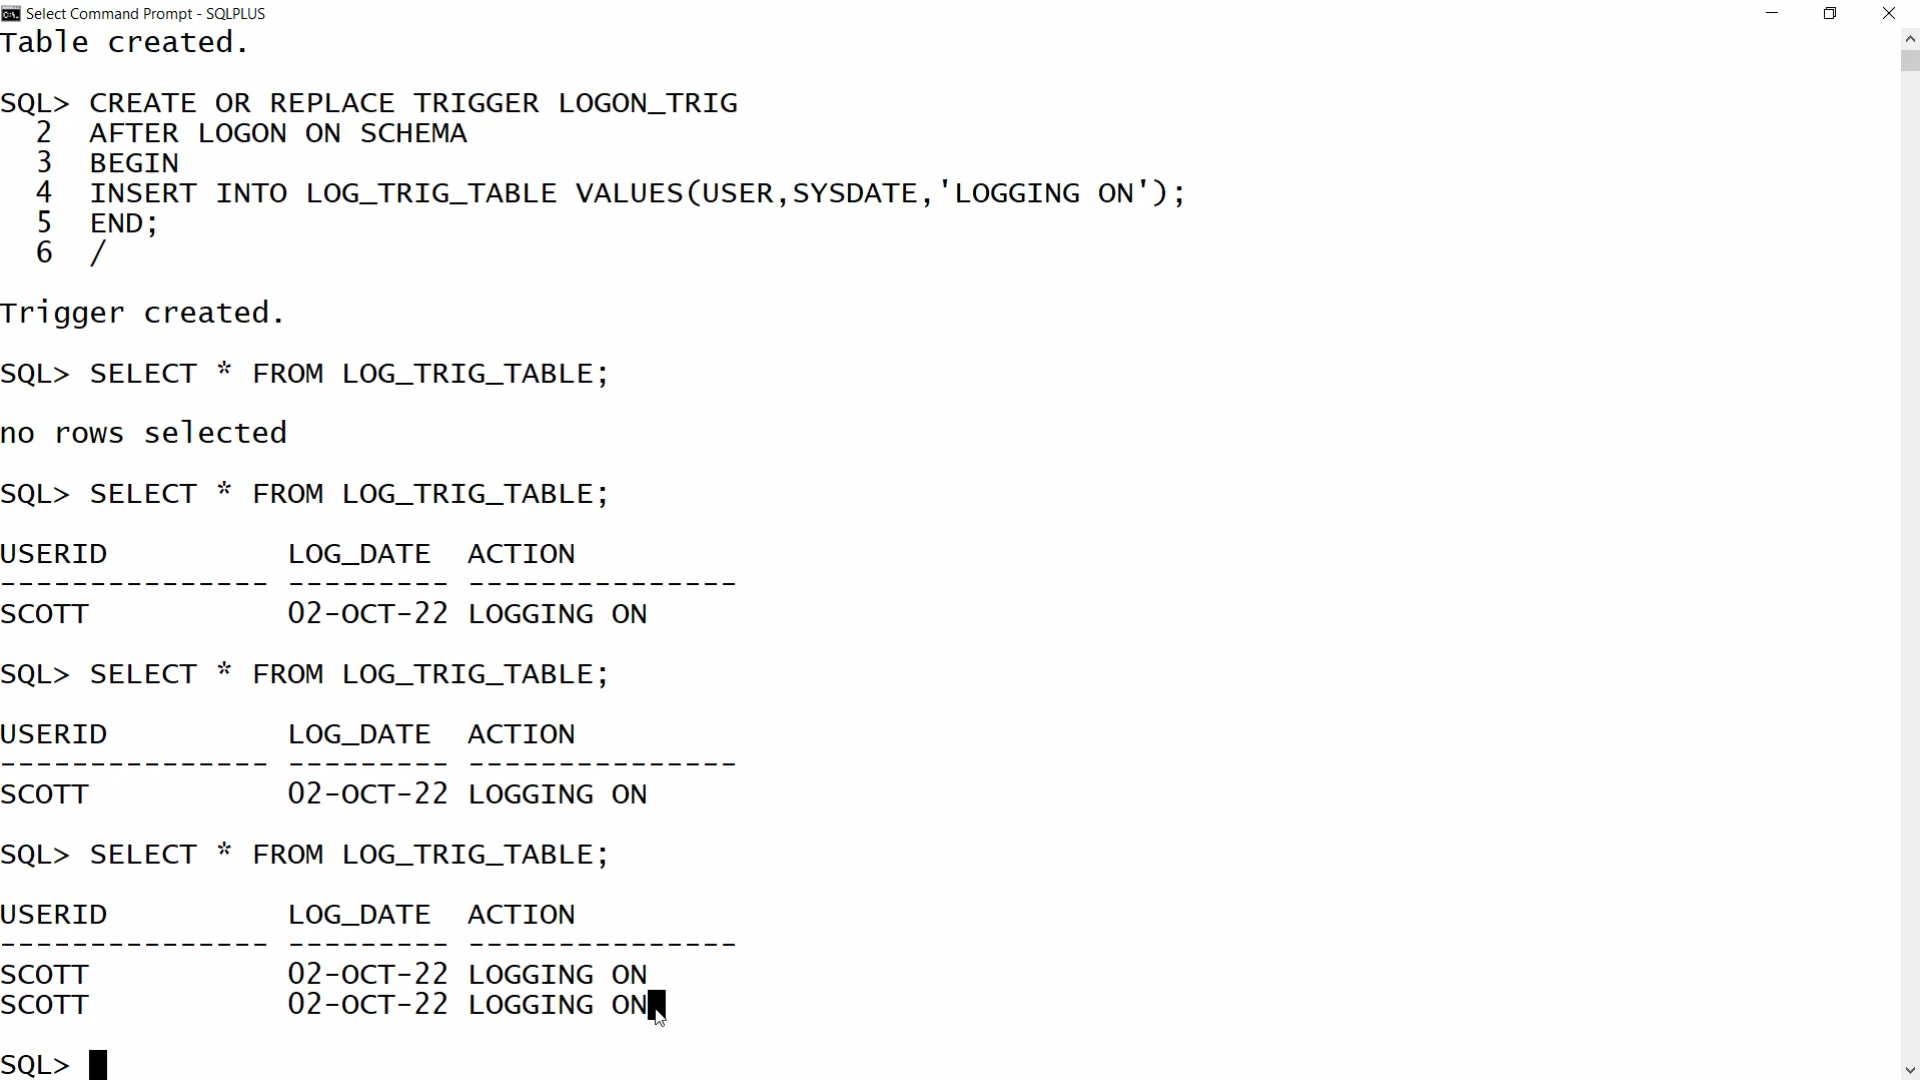 Select Command Prompt - SQLPLUS
Table created.
SQL> CREATE OR REPLACE TRIGGER LOGON_TRIG
2 AFTER LOGON ON SCHEMA
3 BEGIN
4 INSERT INTO LOG_TRIG_TABLE VALUES(USER,SYSDATE,'LOGGING ON');
5 END;
6 /
Trigger created.
SQL> SELECT * FROM LOG_TRIG_TABLE;
no rows selected
SQL> SELECT * FROM LOG_TRIG_TABLE;
USERID LOG_DATE ACTION
--------------- --------- ---------------
SCOTT 02-OCT-22 LOGGING ON
SQL> SELECT * FROM LOG_TRIG_TABLE;
USERID LOG_DATE ACTION
--------------- --------- ---------------
SCOTT 02-OCT-22 LOGGING ON
SQL> SELECT * FROM LOG_TRIG_TABLE;
USERID LOG_DATE ACTION
--------------- --------- ---------------
SCOTT 02-OCT-22 LOGGING ON
SCOTT 02-OCT-22 LOGGING ON
SQL>